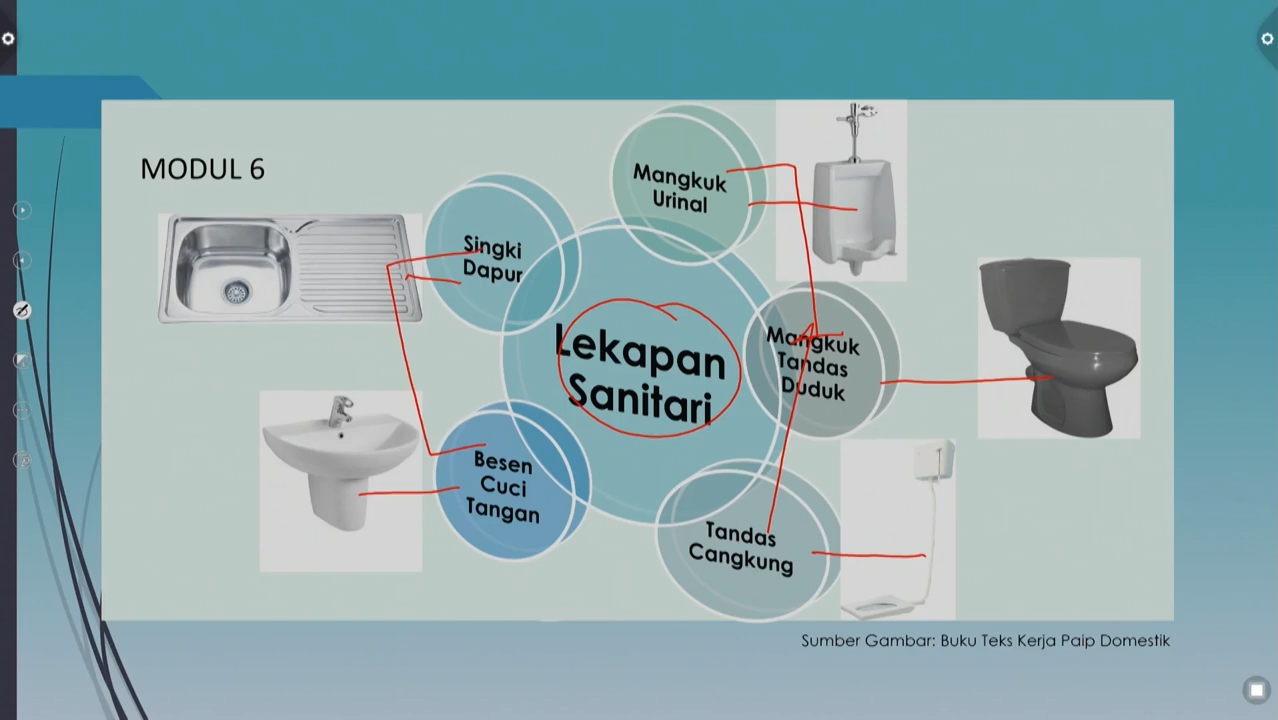 MODUL 6
Mangkuk
Urinal
Singki
Dapur
Lekapan
Sanitari
Mangkuk
Tandas
Duduk
Besen
Cuci
Tangan
Tandas
Cangkung
Sumber Gambar: Buku Teks Kerja Paip Domestik